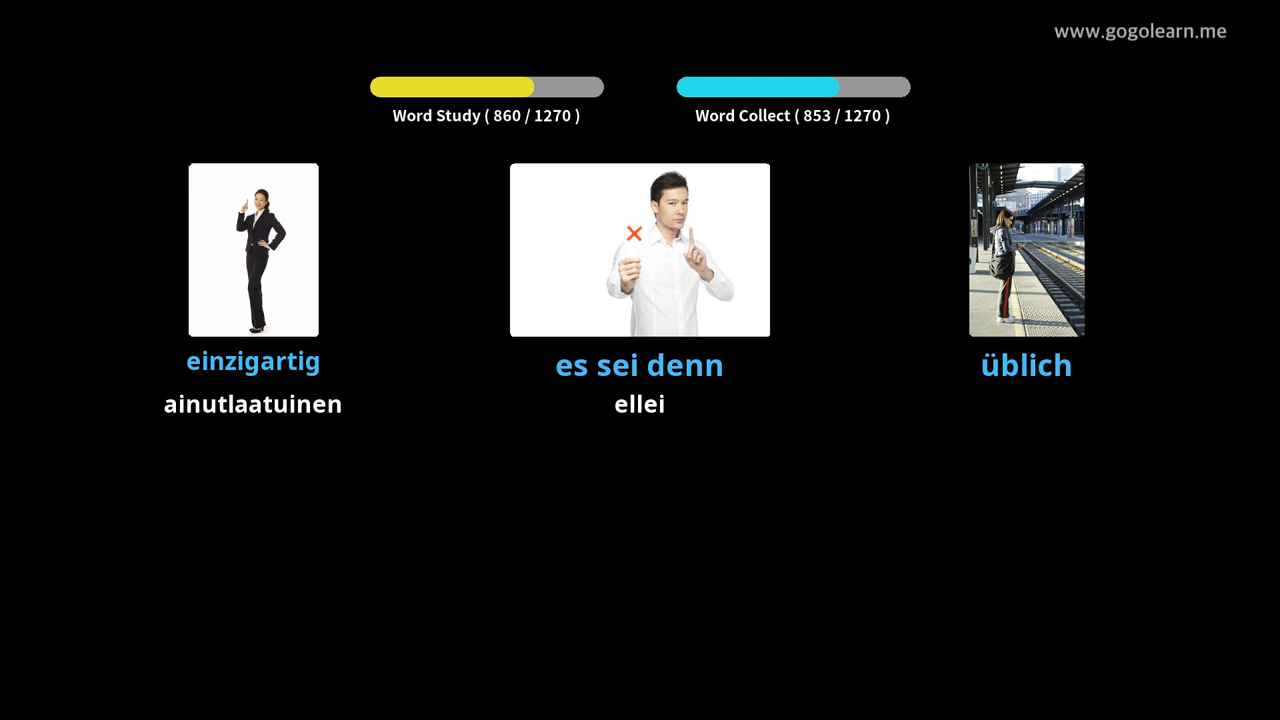 www.gogolearn.me
Word Study ( 860 / 1270 )
Word Collect ( 853 / 1270 )
einzigartig
es sei denn
üblich
ainutlaatuinen
ellei